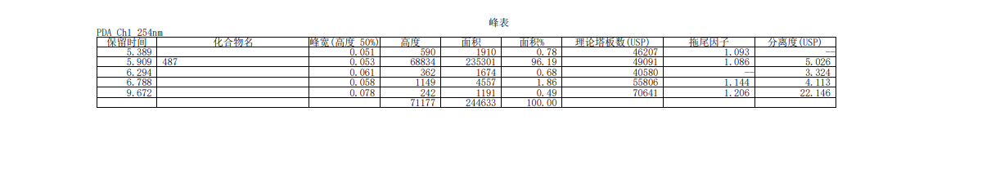 峰表
PDA Ch1 254nm
保留时间 化合物名 峰宽(高度 50%) 高度 面积 面积% 理论塔板数(USP) 拖尾因子 分离度(USP)
5.389 0.051 590 1910 0.78 46207 1.093 --
5.909 487 0.053 68834 235301 96.19 49091 1.086 5.026
6.294 0.061 362 1674 0.68 40580 -- 3.324
6.788 0.058 1149 4557 1.86 55806 1.144 4.113
9.672 0.078 242 1191 0.49 70641 1.206 22.146
71177 244633 100.00